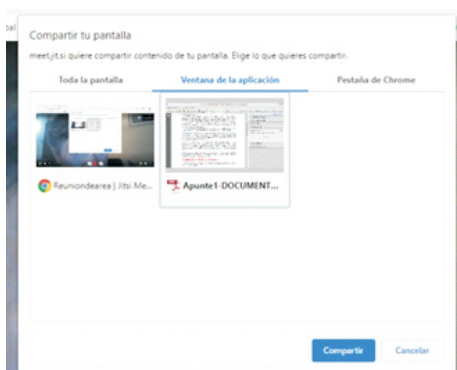 Compartir tu pantalla
meet.jit.si quiere compartir contenido de tu pantalla. Elige lo que quieres compartir.
Toda la pantalla
Ventana de la aplicación
Pestaña de Chrome
Reuniondearea | Jitsi Me...
Apunte1-DOCUMENT...
Compartir
Cancelar